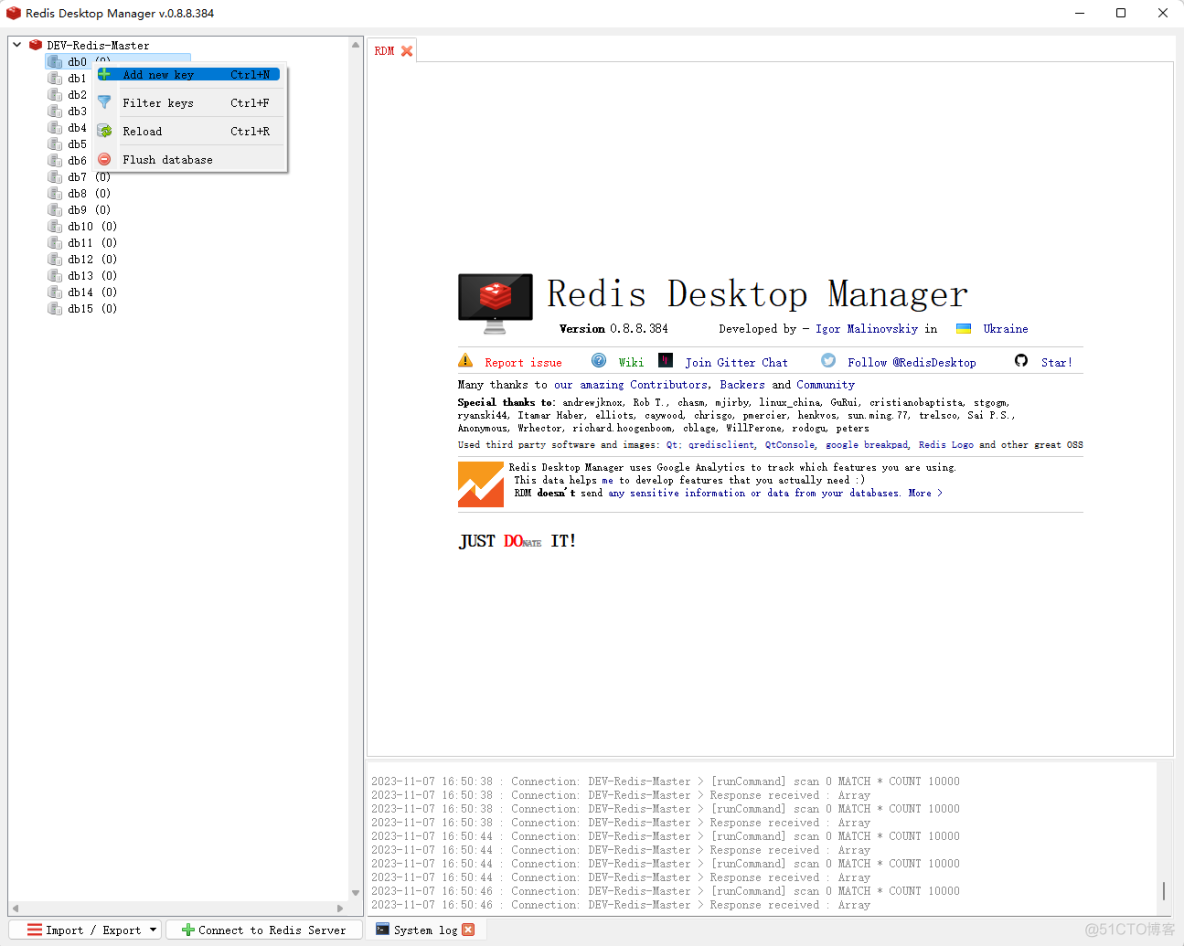 Redis Desktop Manager v.0.8.8.384
DEV-Redis-Master
db0 (0)
db1
db2
db3
db4
db5
db6
db7 (0)
db8 (0)
db9 (0)
db10 (0)
db11 (0)
db12 (0)
db13 (0)
db14 (0)
db15 (0)
Add new key Ctrl+N
Filter keys Ctrl+F
Reload Ctrl+R
Flush database
RDM
Redis Desktop Manager
Version 0.8.8.384 Developed by - Igor Malinovskiy in Ukraine
Report issue Wiki Join Gitter Chat Follow @RedisDesktop Star!
Many thanks to our amazing Contributors, Backers and Community
Special thanks to: andrewjknox, Rob T., chasm, mjirby, linux_china, GuRui, cristianobaptista, stgogm,
ryanski44, Itamar Haber, elliots, caywood, chrisgo, pmercier, henkvos, sun.ming.77, trelsco, Sai P.S.,
Anonymous, Wrhector, richard.hoogenboom, cblage, WillPerone, rodogu, peters
Used third party software and images: Qt; qredisclient, QtConsole, google breakpad, Redis Logo and other great OSS
Redis Desktop Manager uses Google Analytics to track which features you are using.
This data helps me to develop features that you actually need :)
RDM doesn't send any sensitive information or data from your databases. More >
JUST DONATE IT!
2023-11-07 16:50:38 : Connection: DEV-Redis-Master > [runCommand] scan 0 MATCH * COUNT 10000
2023-11-07 16:50:38 : Connection: DEV-Redis-Master > Response received : Array
2023-11-07 16:50:38 : Connection: DEV-Redis-Master > [runCommand] scan 0 MATCH * COUNT 10000
2023-11-07 16:50:38 : Connection: DEV-Redis-Master > Response received : Array
2023-11-07 16:50:44 : Connection: DEV-Redis-Master > [runCommand] scan 0 MATCH * COUNT 10000
2023-11-07 16:50:44 : Connection: DEV-Redis-Master > Response received : Array
2023-11-07 16:50:44 : Connection: DEV-Redis-Master > [runCommand] scan 0 MATCH * COUNT 10000
2023-11-07 16:50:44 : Connection: DEV-Redis-Master > Response received : Array
2023-11-07 16:50:46 : Connection: DEV-Redis-Master > [runCommand] scan 0 MATCH * COUNT 10000
2023-11-07 16:50:46 : Connection: DEV-Redis-Master > Response received : Array
Import / Export
Connect to Redis Server
System log
@51CTO博客